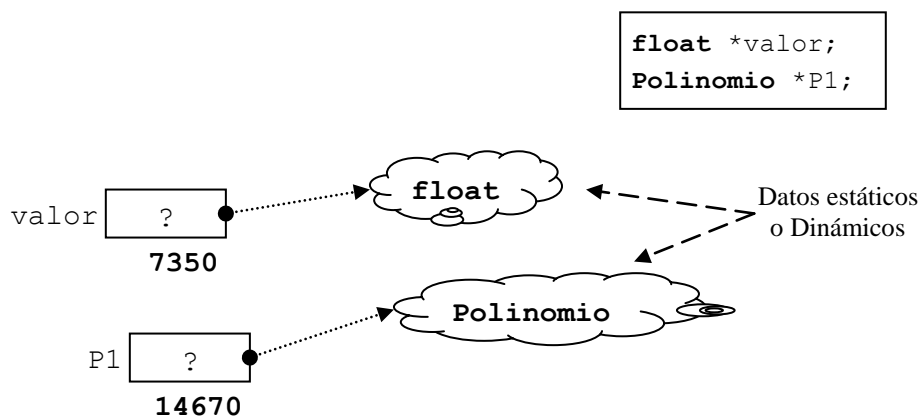 float *valor;
Polinomio *P1;
float
valor
?
7350
Datos estáticos
o Dinámicos
Polinomio
P1
?
14670